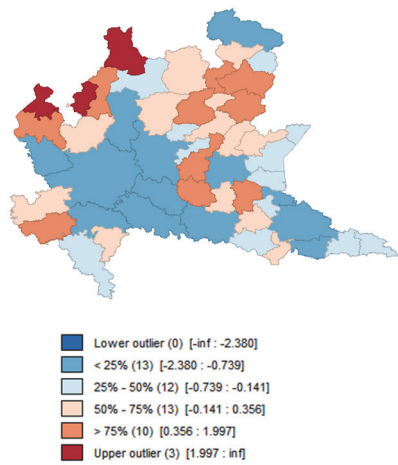 Lower outlier (0) [-inf : -2.380]
< 25% (13) [-2.380 : -0.739]
25% - 50% (12) [-0.739 : -0.141]
50% - 75% (13) [-0.141 : 0.356]
> 75% (10) [0.356 : 1.997]
Upper outlier (3) [1.997 : inf]